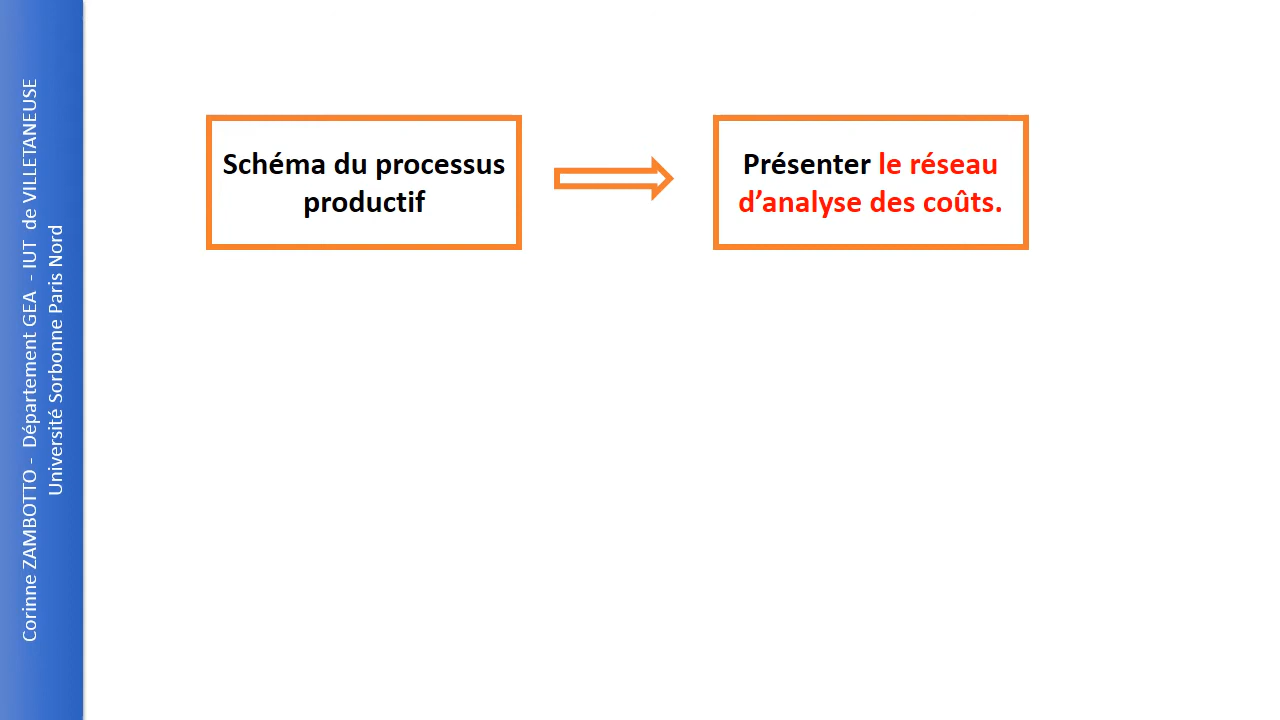 Corinne ZAMBOTTO - Département GEA - IUT de VILLETANEUSE
Université Sorbonne Paris Nord
Schéma du processus
productif
Présenter le réseau
d’analyse des coûts.